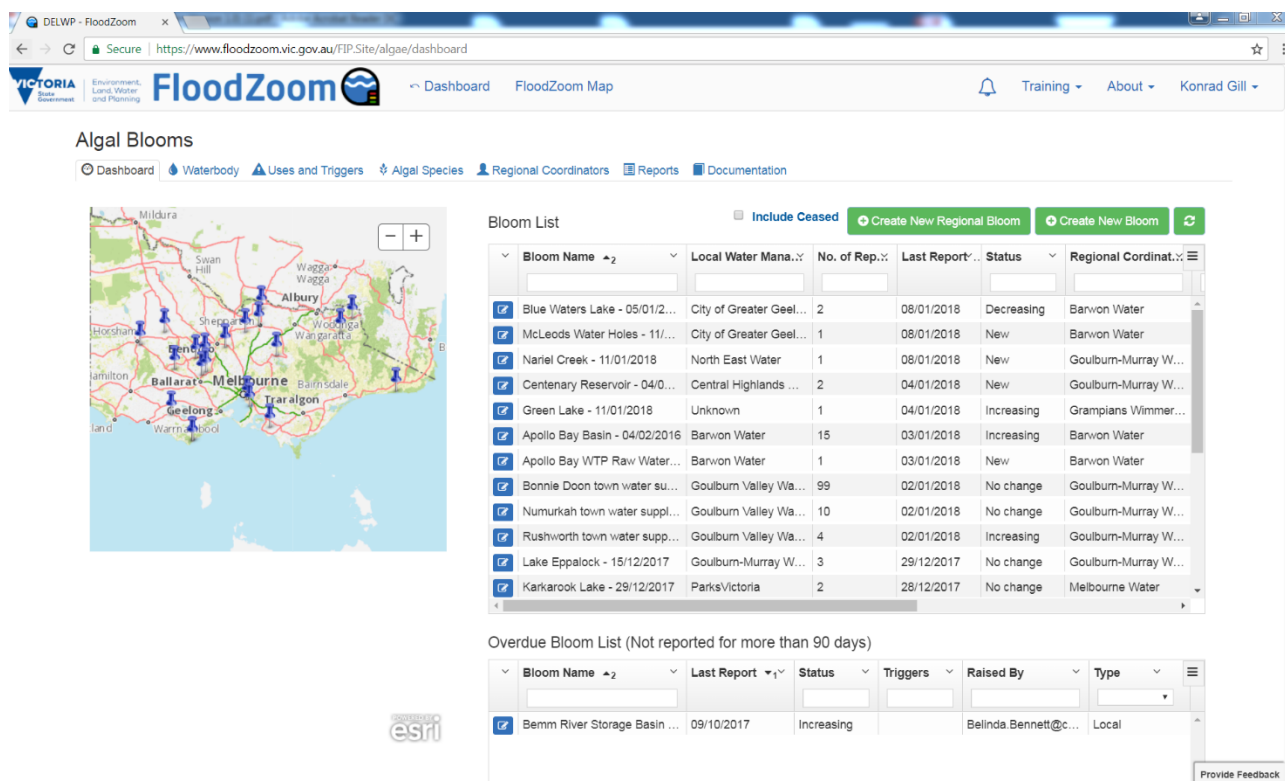 DELWP - FloodZoom
Secure | https://www.floodzoom.vic.gov.au/FIP.Site/algae/dashboard
VICTORIA State Government
Environment, Land, Water and Planning
FloodZoom
Dashboard
FloodZoom Map
Training
About
Konrad Gill
Algal Blooms
Dashboard
Waterbody
Uses and Triggers
Algal Species
Regional Coordinators
Reports
Documentation
Mildura
Swan Hill
Wagga Wagga
Albury
Wodonga
Wangaratta
Horsham
Ballarat
Melbourne
Bairnsdale
Traralgon
Geelong
esri
Bloom List
Include Ceased
Create New Regional Bloom
Create New Bloom
Bloom Name 2 Local Water Mana... No. of Rep... Last Report... Status Regional Cordinat...
Blue Waters Lake - 05/01/2... City of Greater Geel... 2 08/01/2018 Decreasing Barwon Water
McLeods Water Holes - 11/... City of Greater Geel... 1 08/01/2018 New Barwon Water
Nariel Creek - 11/01/2018 North East Water 1 08/01/2018 New Goulburn-Murray W...
Centenary Reservoir - 04/0... Central Highlands ... 2 04/01/2018 New Goulburn-Murray W...
Green Lake - 11/01/2018 Unknown 1 04/01/2018 Increasing Grampians Wimmer...
Apollo Bay Basin - 04/02/2016 Barwon Water 15 03/01/2018 Increasing Barwon Water
Apollo Bay WTP Raw Water... Barwon Water 1 03/01/2018 New Barwon Water
Bonnie Doon town water su... Goulburn Valley Wa... 99 02/01/2018 No change Goulburn-Murray W...
Numurkah town water suppl... Goulburn Valley Wa... 10 02/01/2018 No change Goulburn-Murray W...
Rushworth town water supp... Goulburn Valley Wa... 4 02/01/2018 Increasing Goulburn-Murray W...
Lake Eppalock - 15/12/2017 Goulburn-Murray W... 3 29/12/2017 No change Goulburn-Murray W...
Karkarook Lake - 29/12/2017 ParksVictoria 2 28/12/2017 No change Melbourne Water
Overdue Bloom List (Not reported for more than 90 days)
Bloom Name 2 Last Report 1 Status Triggers Raised By Type
Bemm River Storage Basin ... 09/10/2017 Increasing Belinda.Bennett@c... Local
Provide Feedback